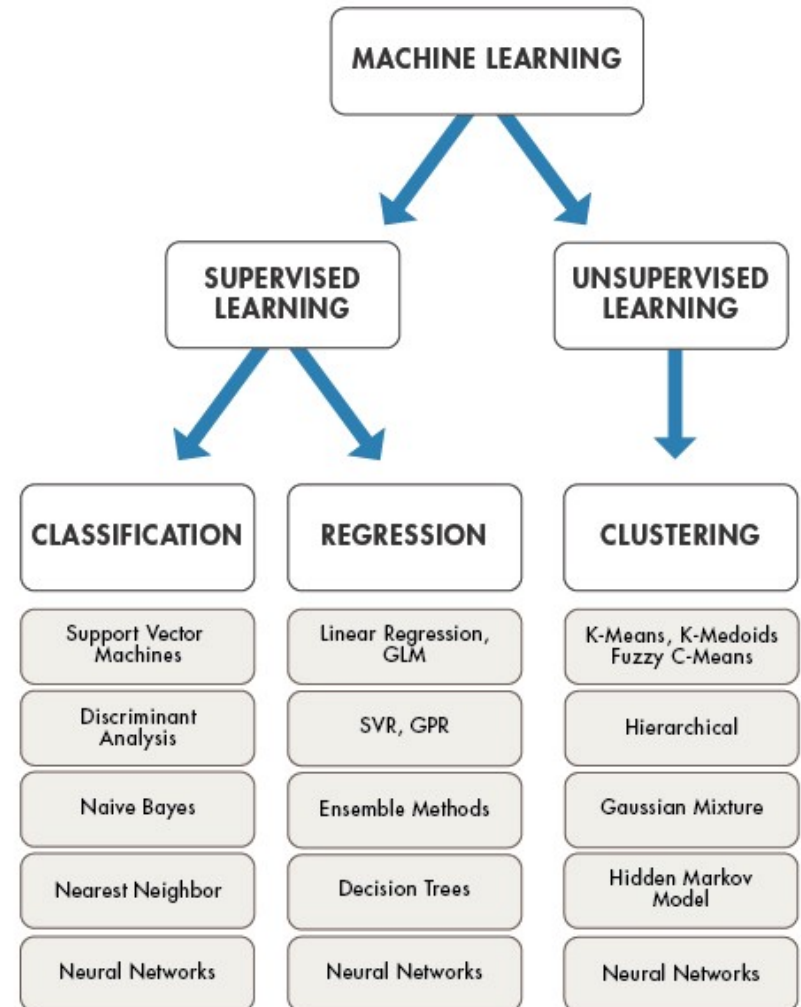 MACHINE LEARNING
SUPERVISED
LEARNING
UNSUPERVISED
LEARNING
CLASSIFICATION
Support Vector
Machines
Discriminant
Analysis
Naive Bayes
Nearest Neighbor
Neural Networks
REGRESSION
Linear Regression,
GLM
SVR, GPR
Ensemble Methods
Decision Trees
Neural Networks
CLUSTERING
K-Means, K-Medoids
Fuzzy C-Means
Hierarchical
Gaussian Mixture
Hidden Markov
Model
Neural Networks